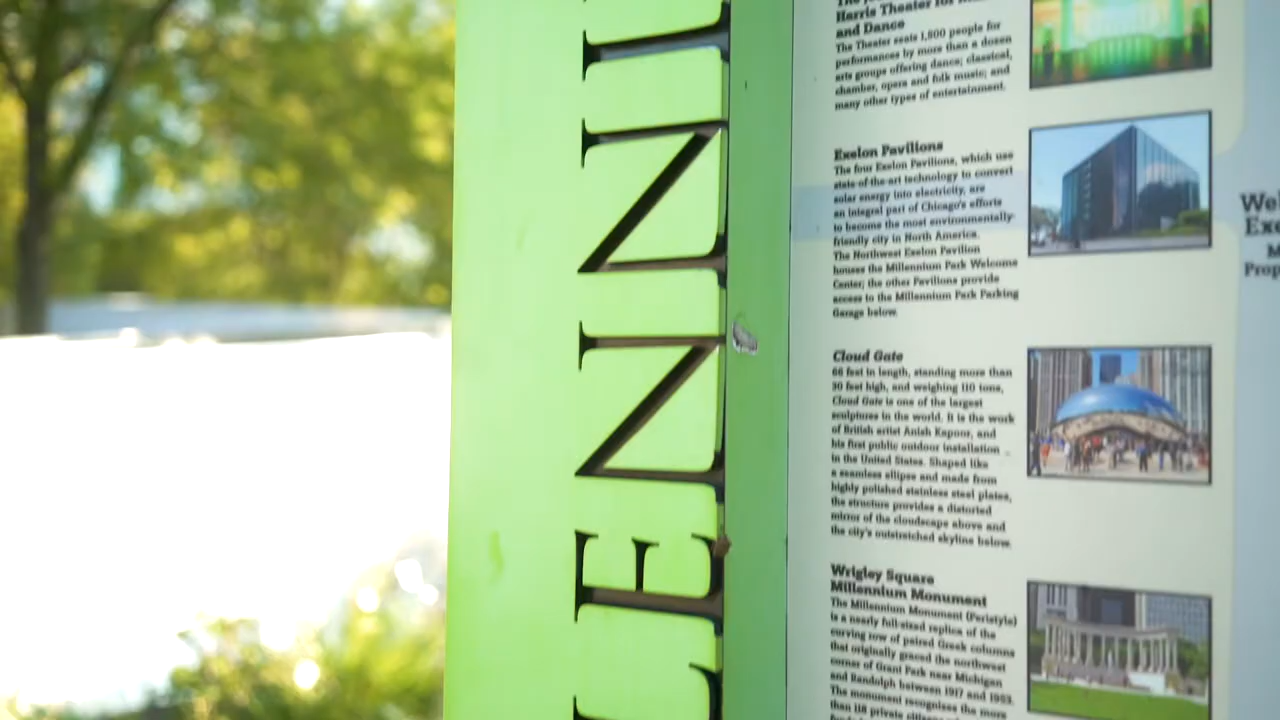 LENNI
Harris Theater for
and Dance
The Theater seats 1,500 people for
performances by more than a dozen
arts groups offering dance; classical,
chamber, opera and folk music; and
many other types of entertainment.
Exelon Pavilions
The four Exelon Pavilions, which use
state-of-the-art technology to convert
solar energy into electricity, are
an integral part of Chicago's efforts
to become the most environmentally-
friendly city in North America.
The Northwest Exelon Pavilion
houses the Millennium Park Welcome
Center; the other Pavilions provide
access to the Millennium Park Parking
Garage below.
Cloud Gate
66 feet in length, standing more than
30 feet high, and weighing 110 tons,
Cloud Gate is one of the largest
sculptures in the world. It is the work
of British artist Anish Kapoor, and
his first public outdoor installation
in the United States. Shaped like
a seamless ellipse and made from
highly polished stainless steel plates,
the structure provides a distorted
mirror of the cloudscape above and
the city's outstretched skyline below.
Wrigley Square
Millennium Monument
The Millennium Monument (Peristyle)
is a nearly full-sized replica of the
curving row of paired Greek columns
that originally graced the northwest
corner of Grant Park near Michigan
and Randolph between 1917 and 1953.
The monument recognizes the more
than 118 private